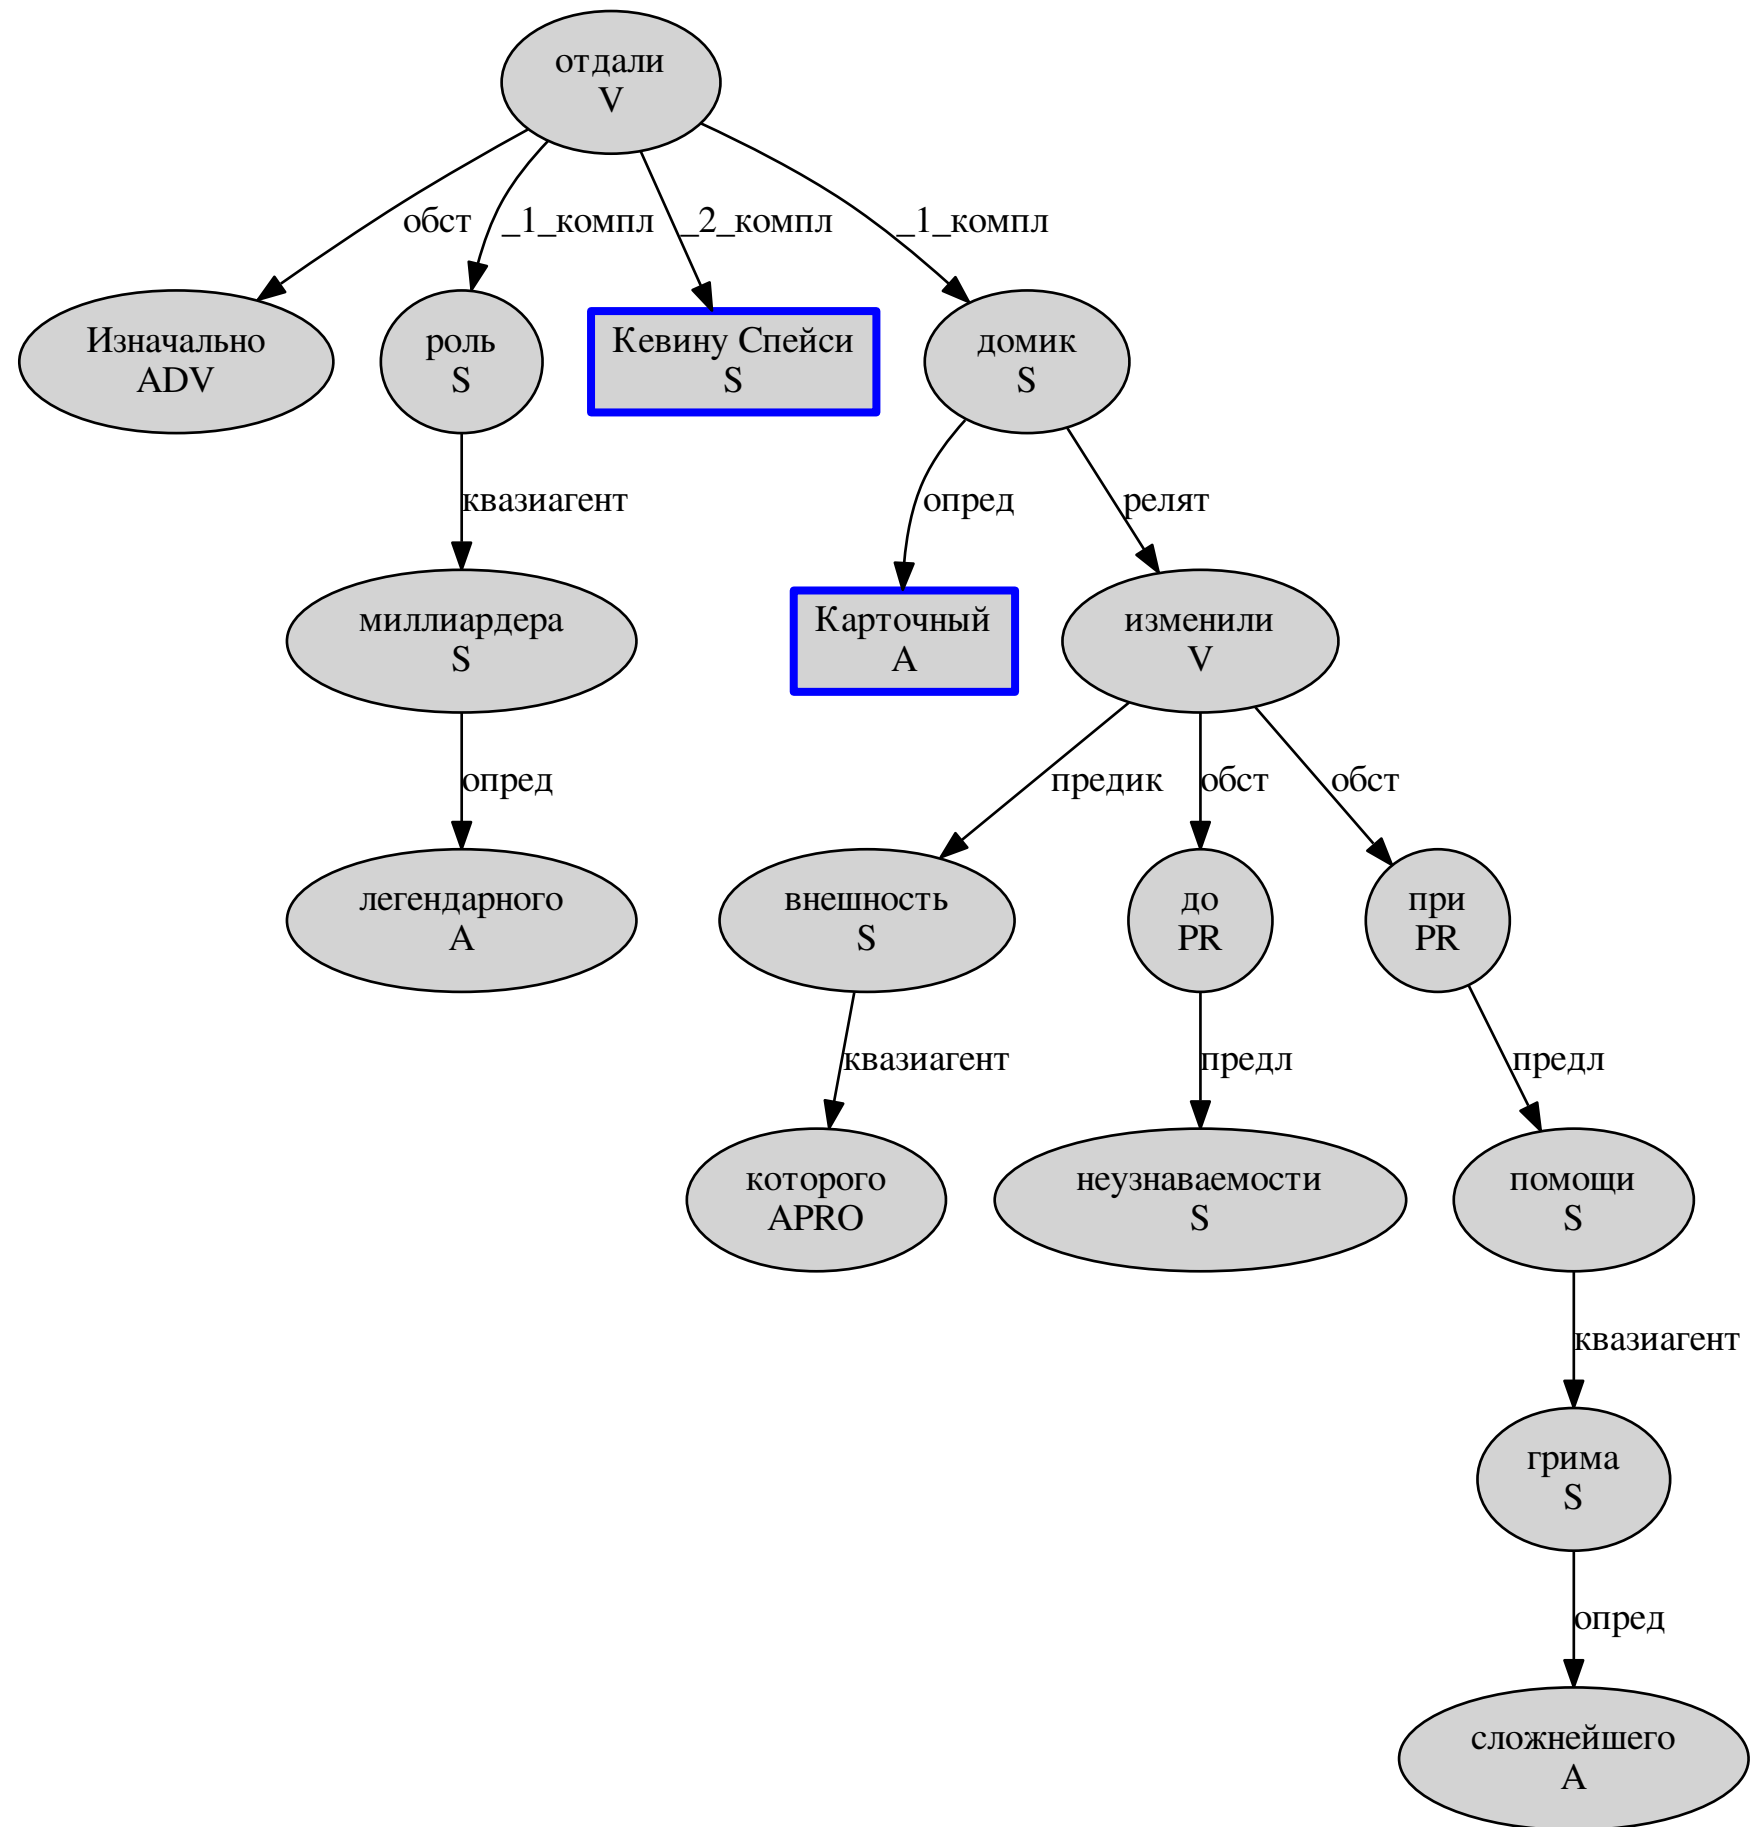 отдали
V
обст
_1_компл
_2_компл
_1_компл
Изначально
ADV
роль
S
Кевину Спейси
S
домик
S
квазиагент
опред
релят
миллиардера
S
Карточный
A
изменили
V
опред
предик
обст
обст
легендарного
A
внешность
S
до
PR
при
PR
квазиагент
предл
предл
которого
APRO
неузнаваемости
S
помощи
S
квазиагент
грима
S
опред
сложнейшего
A